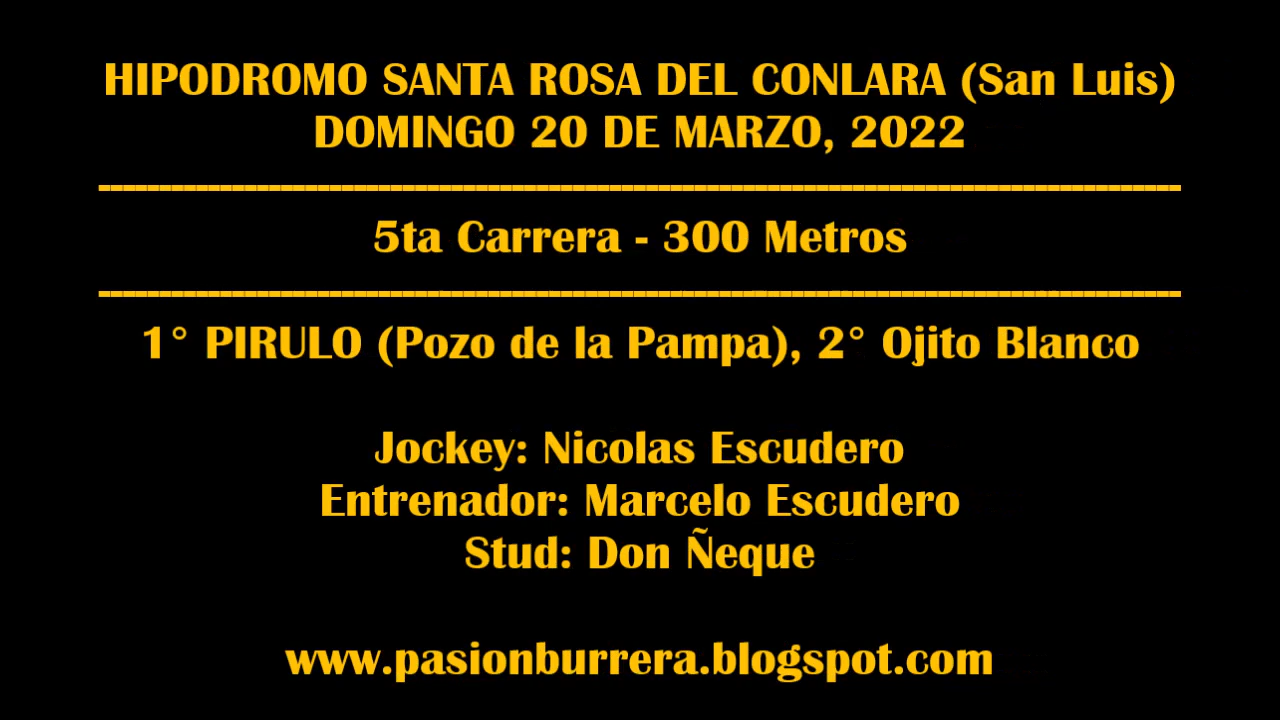 HIPODROMO SANTA ROSA DEL CONLARA (San Luis)
DOMINGO 20 DE MARZO, 2022
5ta Carrera - 300 Metros
1° PIRULO (Pozo de la Pampa), 2° Ojito Blanco
Jockey: Nicolas Escudero
Entrenador: Marcelo Escudero
Stud: Don Ñeque
www.pasionburrera.blogspot.com